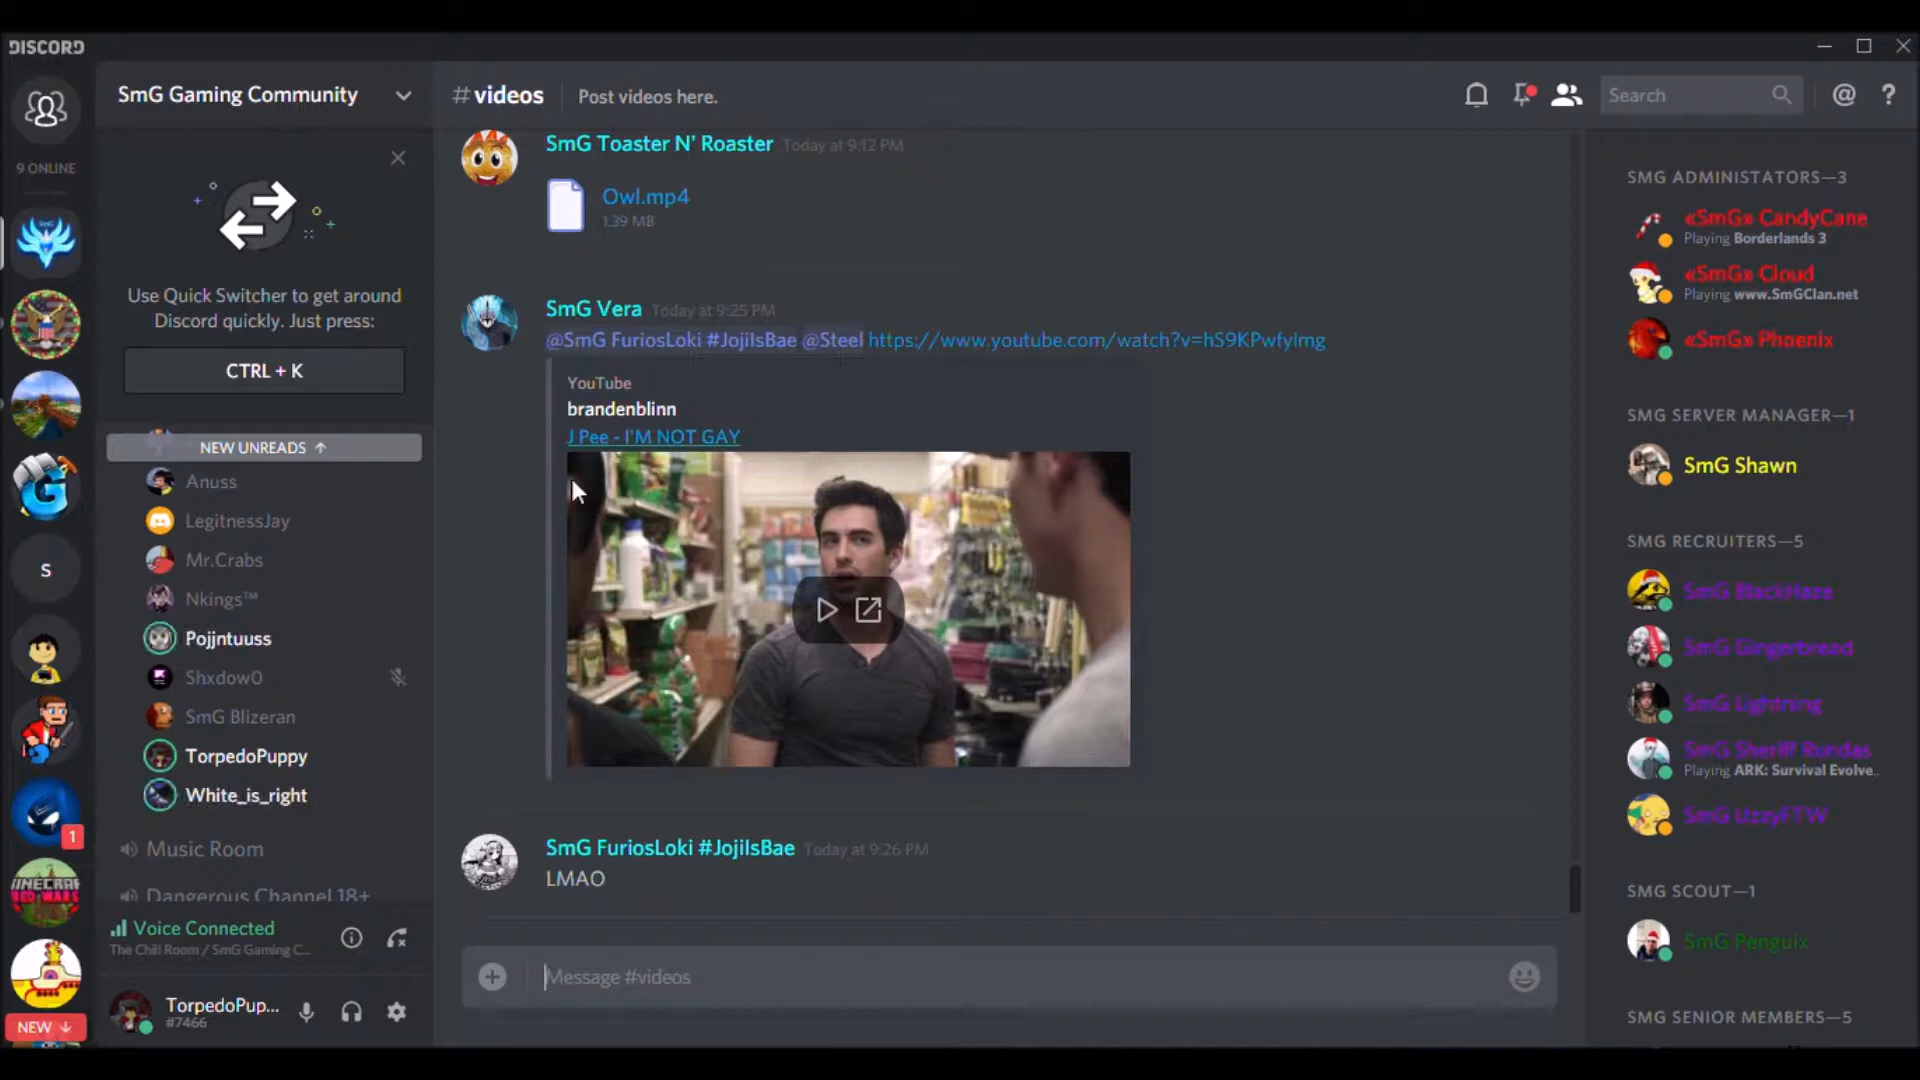 DISCORD
9 ONLINE
S
1
NEW ↓
SmG Gaming Community
Use Quick Switcher to get around
Discord quickly. Just press:
CTRL + K
NEW UNREADS ↑
Anuss
LegitnessJay
Mr.Crabs
Nkings™
Pojjntuuss
Shxdow0
SmG Blizeran
TorpedoPuppy
White_is_right
Music Room
Dangerous Channel 18+
Voice Connected
The Chill Room / SmG Gaming C...
TorpedoPup...
#7466
# videos
Post videos here.
Search
@ ?
SmG Toaster N' Roaster Today at 9:12 PM
Owl.mp4
1.39 MB
SmG Vera Today at 9:25 PM
@SmG FuriosLoki #JojiIsBae @Steel https://www.youtube.com/watch?v=hS9KPwfyImg
YouTube
brandenblinn
J Pee - I'M NOT GAY
SmG FuriosLoki #JojiIsBae Today at 9:26 PM
LMAO
Message #videos
SMG ADMINISTATORS—3
«SmG» CandyCane
Playing Borderlands 3
«SmG» Cloud
Playing www.SmGClan.net
«SmG» Phoenix
SMG SERVER MANAGER—1
SmG Shawn
SMG RECRUITERS—5
SmG BlackHaze
SmG Gingerbread
SmG Lightning
SmG Sheriff Rundas
Playing ARK: Survival Evolve..
SmG UzzyFTW
SMG SCOUT—1
SmG Penguix
SMG SENIOR MEMBERS—5